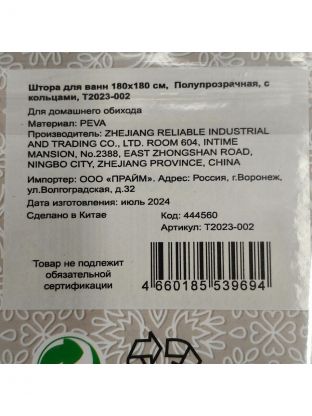 Штора для ванн 180х180 см, Полупрозрачная, с
кольцами, Т2023-002
Для домашнего обихода
Материал: PEVA
Производитель: ZHEJIANG RELIABLE INDUSTRIAL
AND TRADING CO., LTD. ROOM 604, INTIME
MANSION, No.2388, EAST ZHONGSHAN ROAD,
NINGBO CITY, ZHEJIANG PROVINCE, CHINA
Импортер: ООО «ПРАЙМ». Адрес: Россия, г.Воронеж,
ул.Волгоградская, д.32
Дата изготовления: июль 2024
Сделано в Китае
Код: 444560
Артикул: Т2023-002
Товар не подлежит
обязательной
сертификации
4 660185 539694